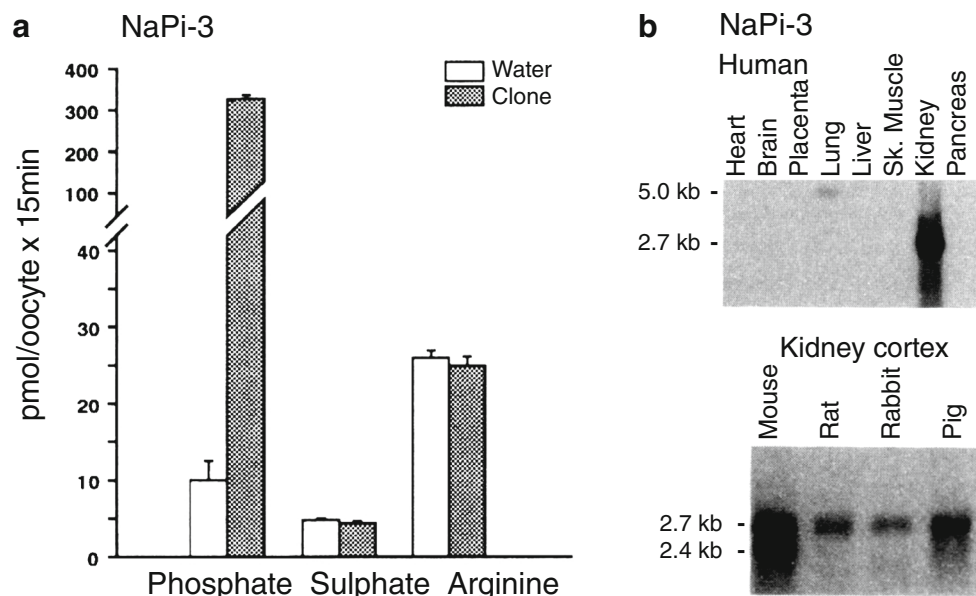 a NaPi-3
pmol/oocyte x 15min
400
300
200
100
40
30
20
10
0
Water
Clone
Phosphate Sulphate Arginine
b NaPi-3
Human
Heart
Brain
Placenta
Lung
Liver
Sk. Muscle
Kidney
Pancreas
5.0 kb -
2.7 kb -
Kidney cortex
Mouse
Rat
Rabbit
Pig
2.7 kb -
2.4 kb -